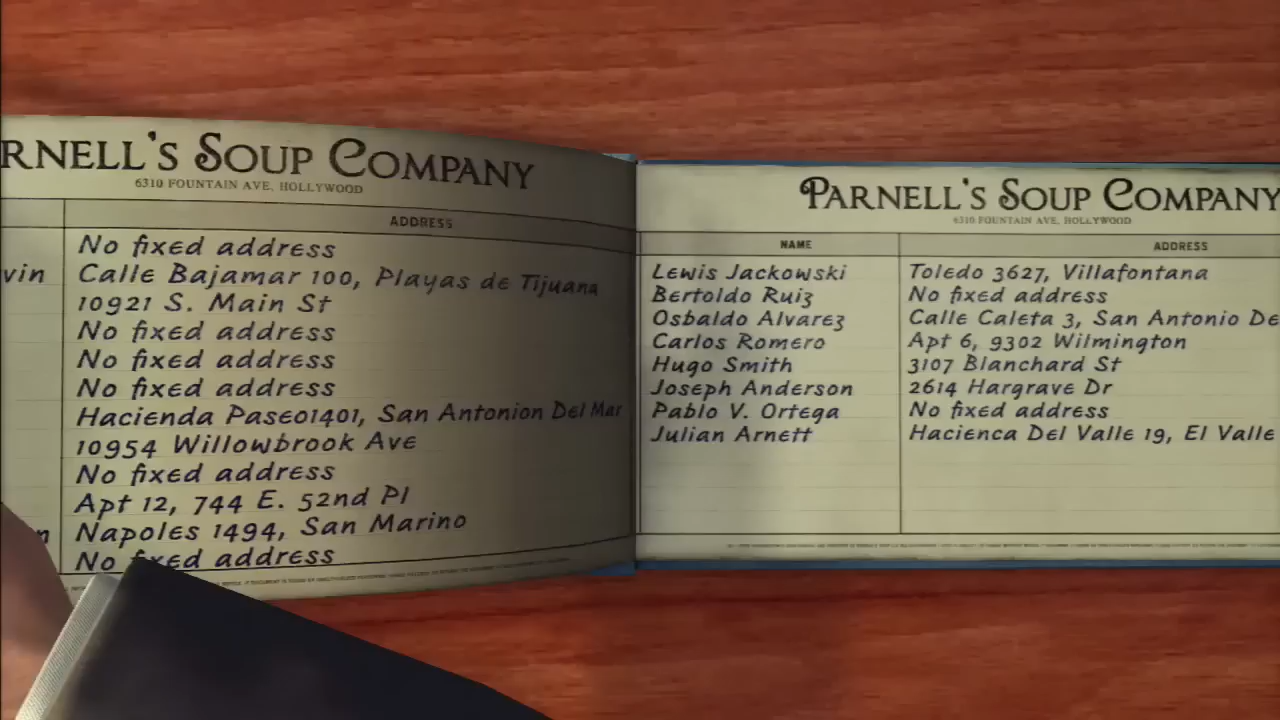 RNELL'S SOUP COMPANY
6310 FOUNTAIN AVE, HOLLYWOOD
ADDRESS
No fixed address
vin Calle Bajamar 100, Playas de Tijuana
10921 S. Main St
No fixed address
No fixed address
No fixed address
Hacienda Paseo1401, San Antonion Del Mar
10954 Willowbrook Ave
No fixed address
Apt 12, 744 E. 52nd Pl
n Napoles 1494, San Marino
No fixed address
PARNELL'S SOUP COMPANY
6310 FOUNTAIN AVE, HOLLYWOOD
NAME ADDRESS
Lewis Jackowski Toledo 3627, Villafontana
Bertoldo Ruiz No fixed address
Osbaldo Alvarez Calle Caleta 3, San Antonio De
Carlos Romero Apt 6, 9302 Wilmington
Hugo Smith 3107 Blanchard St
Joseph Anderson 2614 Hargrave Dr
Pablo V. Ortega No fixed address
Julian Arnett Hacienca Del Valle 19, El Valle